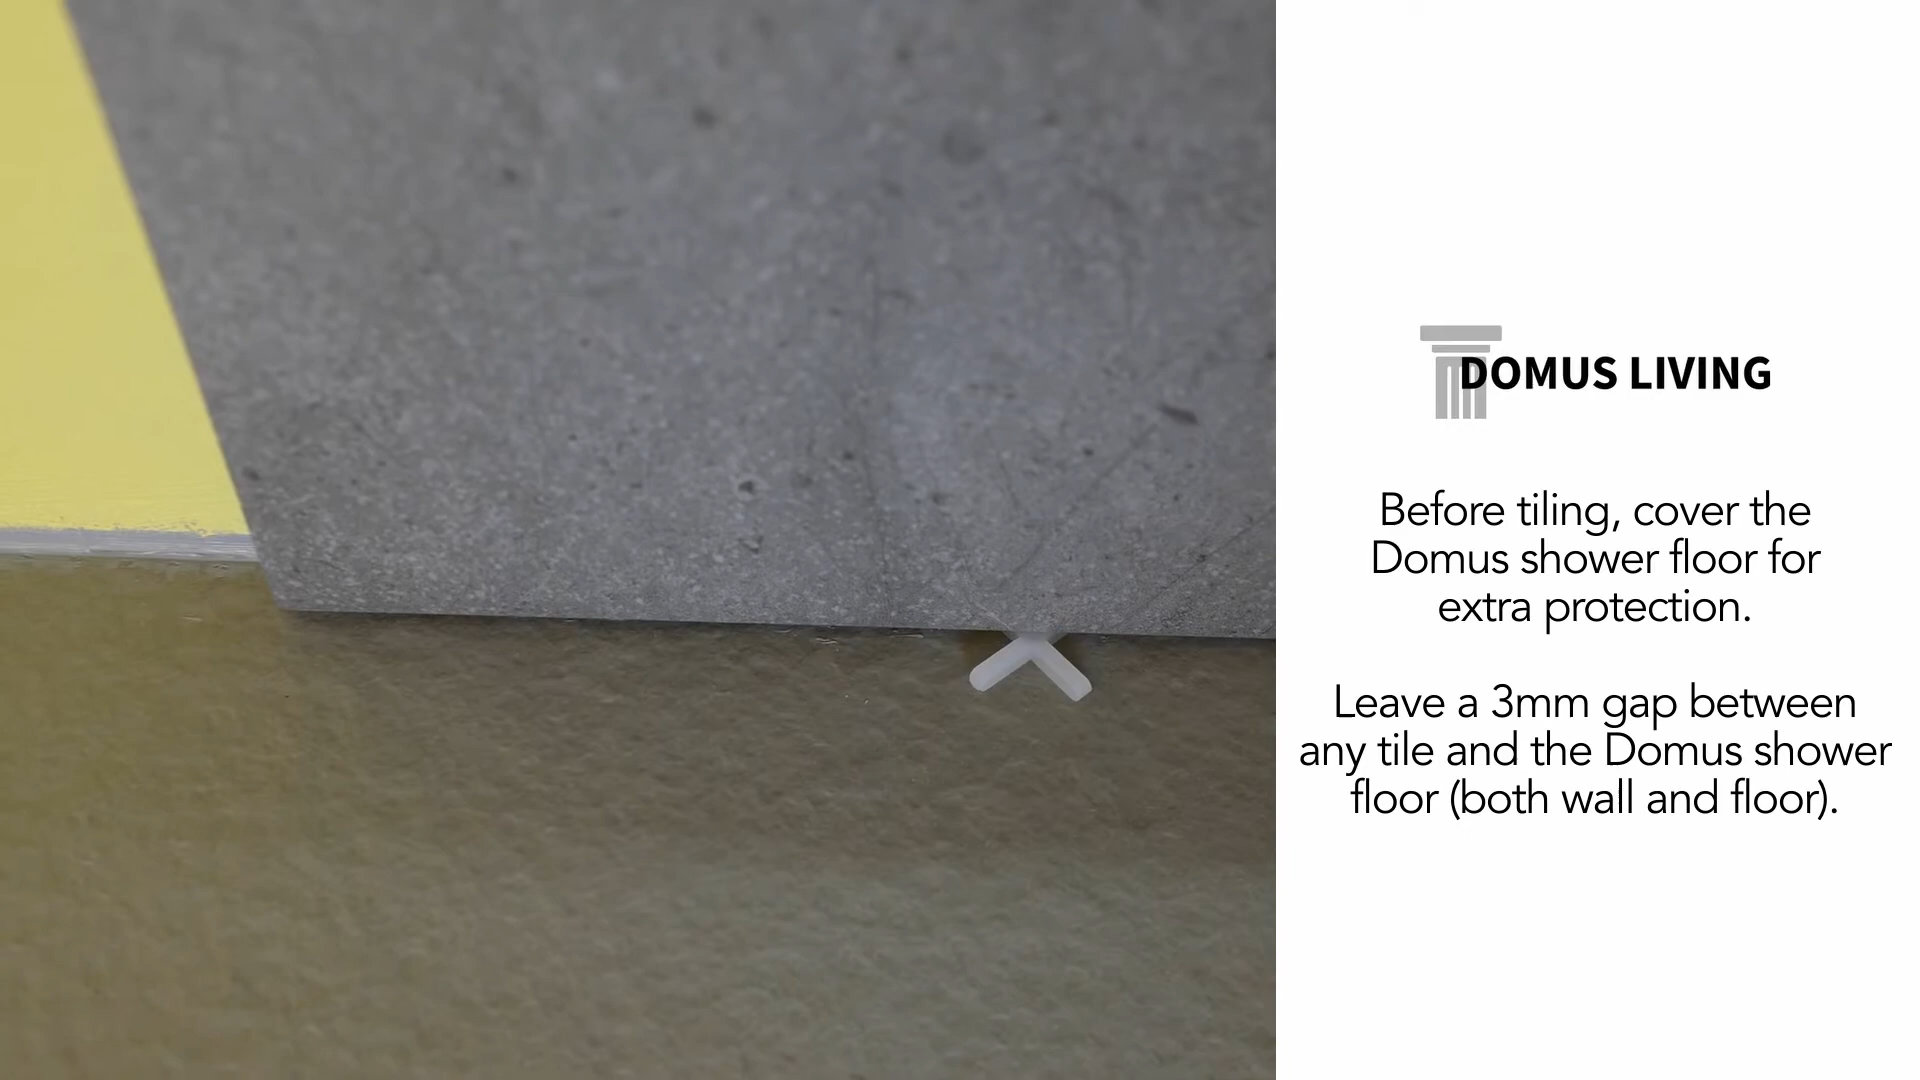 DOMUS LIVING
Before tiling, cover the
Domus shower floor for
extra protection.
Leave a 3mm gap between
any tile and the Domus shower
floor (both wall and floor).